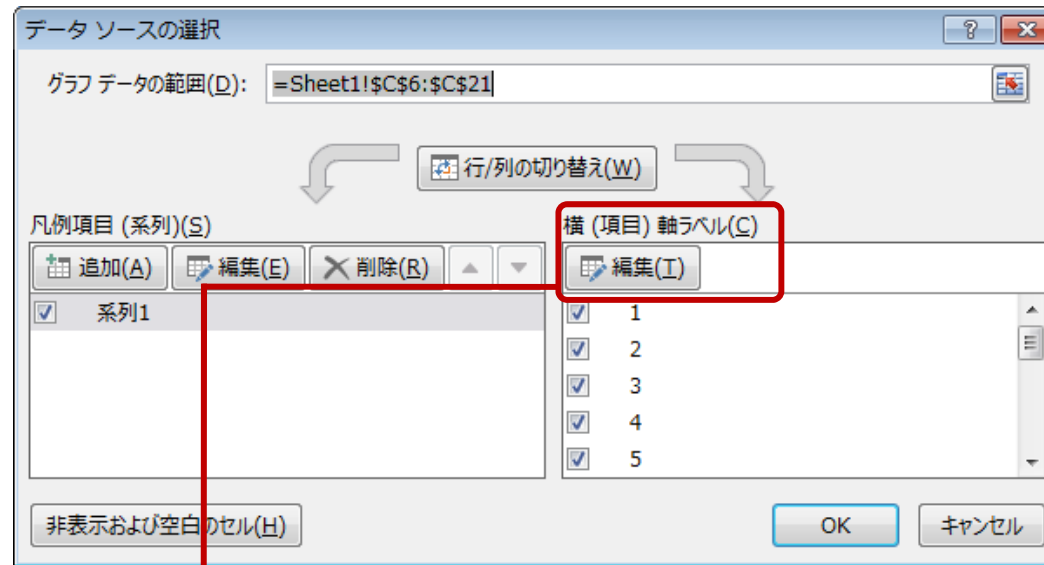 データ ソースの選択
グラフ データの範囲(D): =Sheet1!$C$6:$C$21
行/列の切り替え(W)
凡例項目 (系列)(S)
追加(A) 編集(E) 削除(R)
系列1
横 (項目) 軸ラベル(C)
編集(T)
1
2
3
4
5
非表示および空白のセル(H)
OK キャンセル